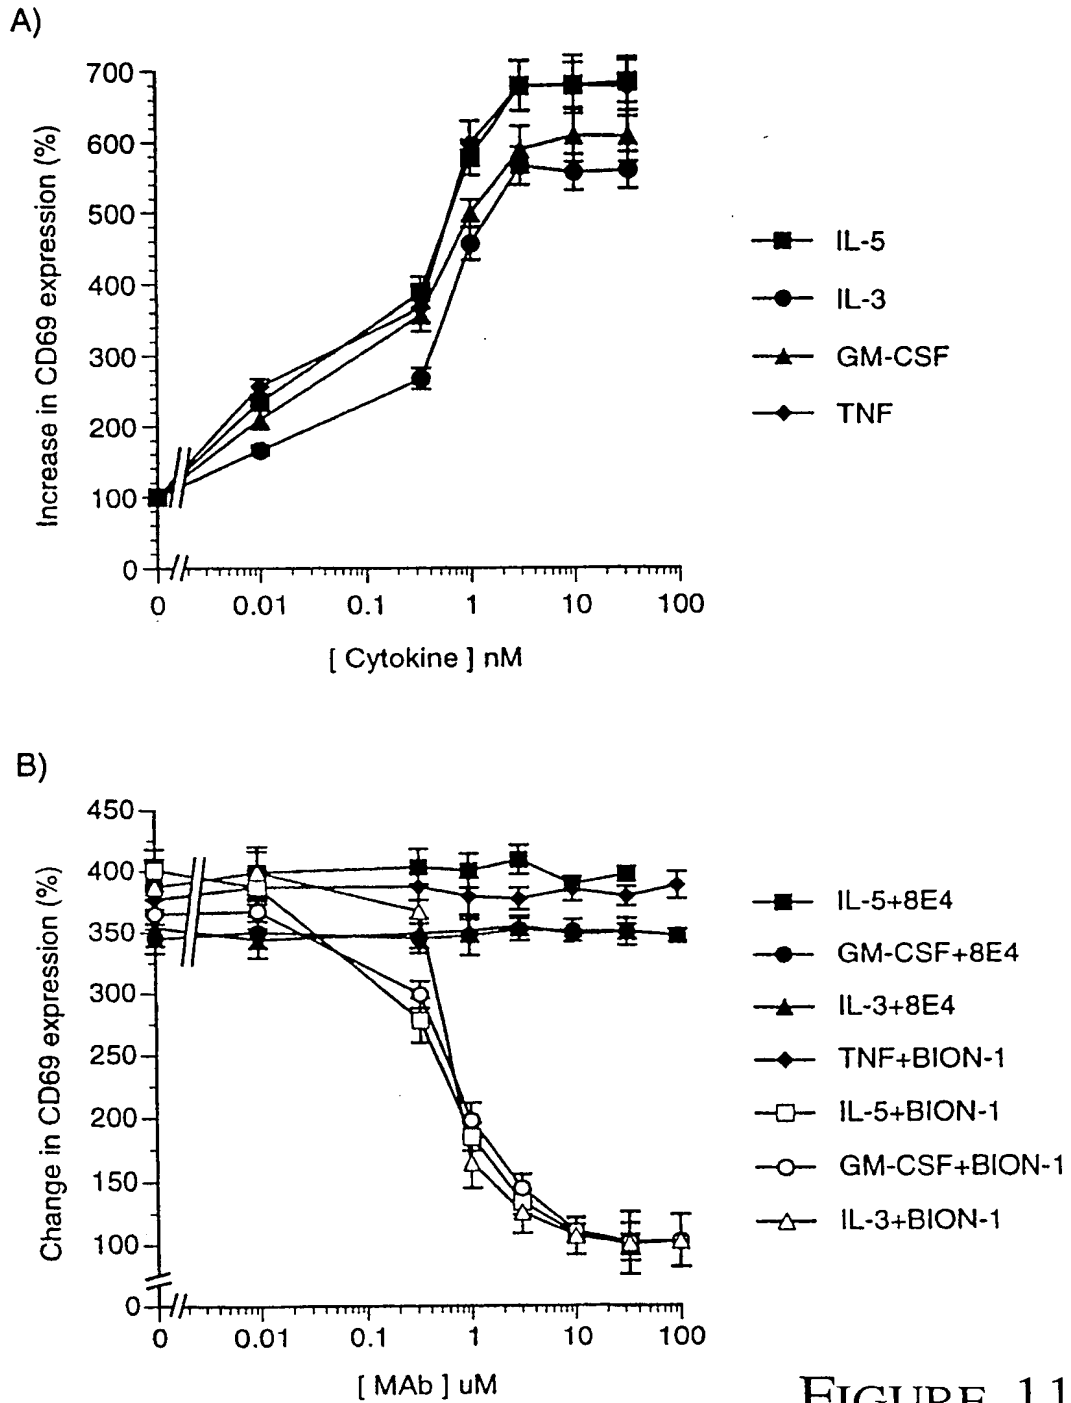 A)
Increase in CD69 expression (%)
700
600
500
400
300
200
100
0
0 0.01 0.1 1 10 100
[ Cytokine ] nM
IL-5
IL-3
GM-CSF
TNF
B)
Change in CD69 expression (%)
450
400
350
300
250
200
150
100
0
0 0.01 0.1 1 10 100
[ MAb ] uM
IL-5+8E4
GM-CSF+8E4
IL-3+8E4
TNF+BION-1
IL-5+BION-1
GM-CSF+BION-1
IL-3+BION-1
FIGURE 11